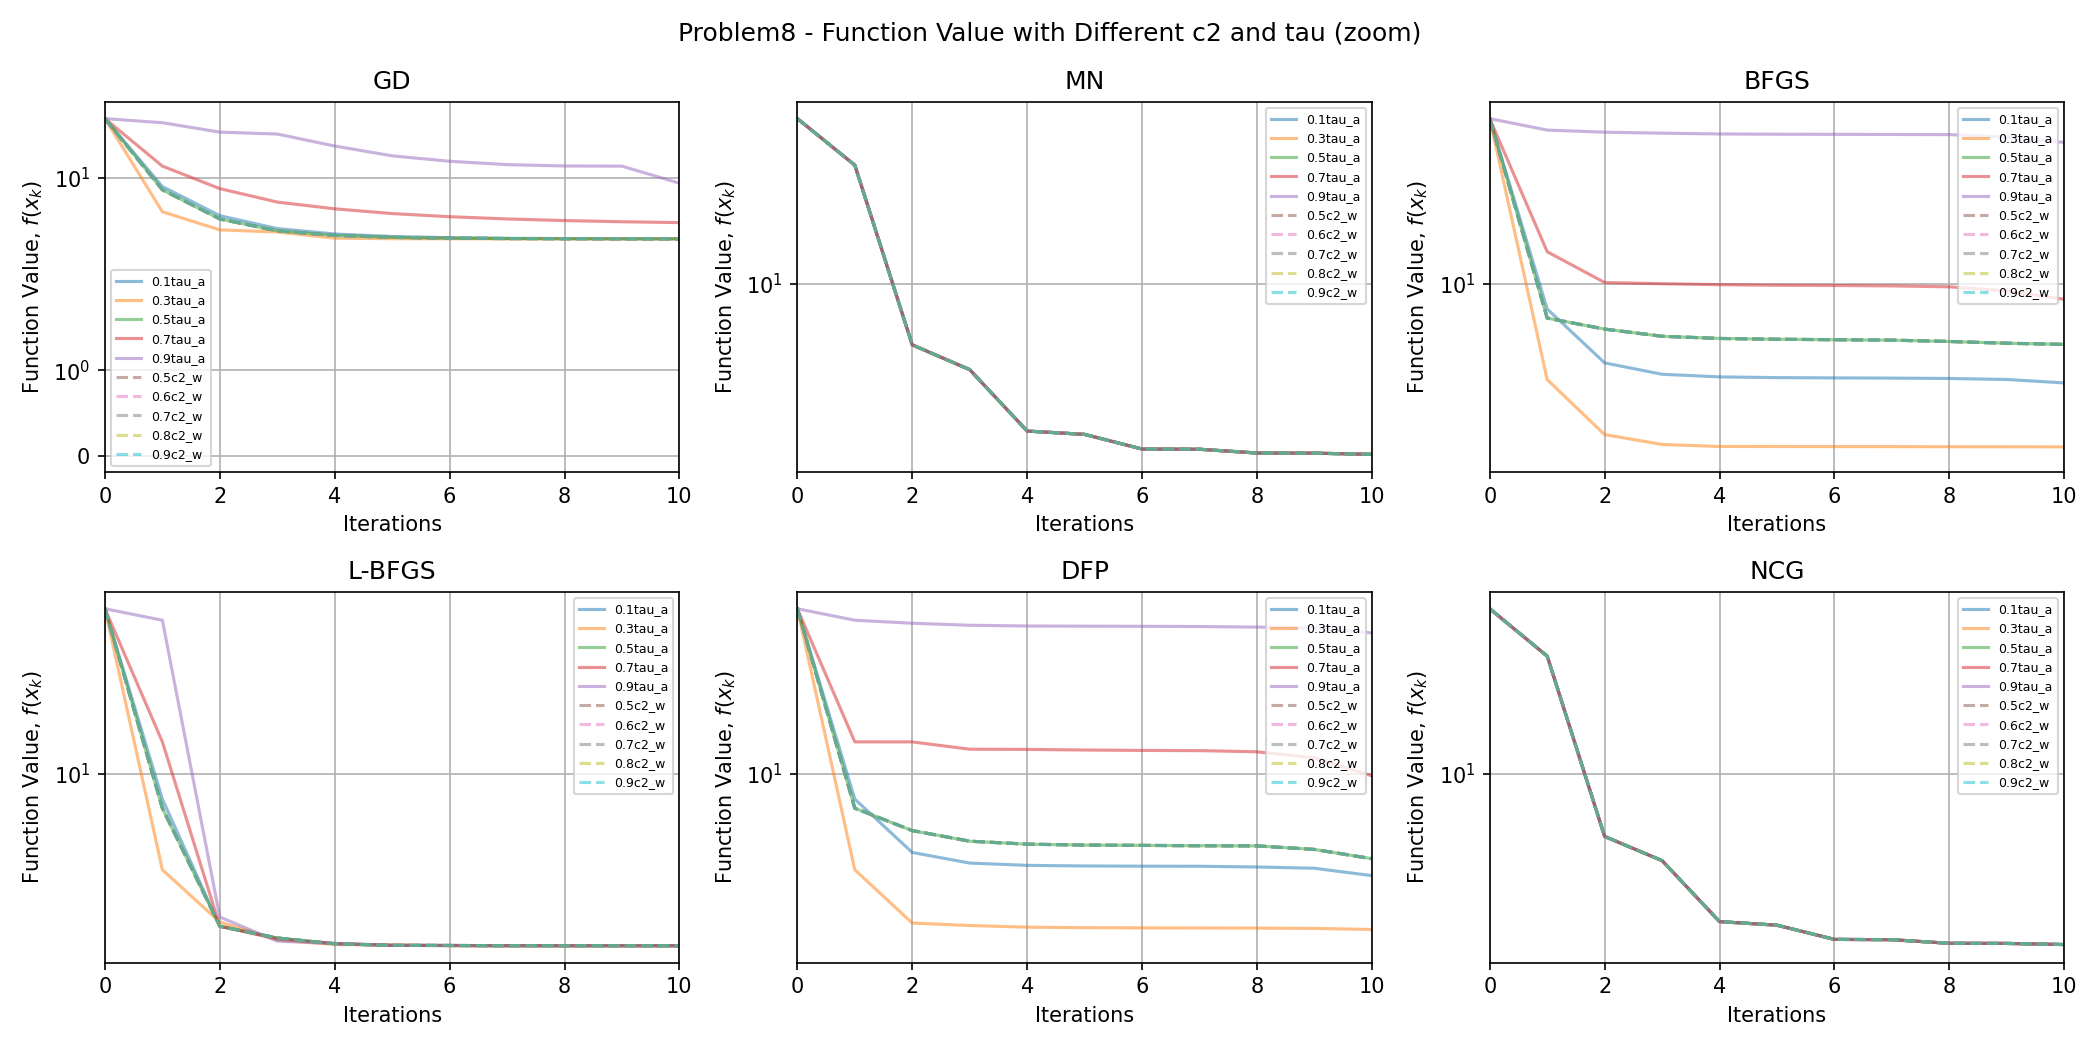 Problem8 - Function Value with Different c2 and tau (zoom)
GD
Function Value, f(x_k)
10^1
10^0
0
0.1tau_a
0.3tau_a
0.5tau_a
0.7tau_a
0.9tau_a
0.5c2_w
0.6c2_w
0.7c2_w
0.8c2_w
0.9c2_w
0 2 4 6 8 10
Iterations
MN
Function Value, f(x_k)
10^1
0.1tau_a
0.3tau_a
0.5tau_a
0.7tau_a
0.9tau_a
0.5c2_w
0.6c2_w
0.7c2_w
0.8c2_w
0.9c2_w
0 2 4 6 8 10
Iterations
BFGS
Function Value, f(x_k)
10^1
0.1tau_a
0.3tau_a
0.5tau_a
0.7tau_a
0.9tau_a
0.5c2_w
0.6c2_w
0.7c2_w
0.8c2_w
0.9c2_w
0 2 4 6 8 10
Iterations
L-BFGS
Function Value, f(x_k)
10^1
0.1tau_a
0.3tau_a
0.5tau_a
0.7tau_a
0.9tau_a
0.5c2_w
0.6c2_w
0.7c2_w
0.8c2_w
0.9c2_w
0 2 4 6 8 10
Iterations
DFP
Function Value, f(x_k)
10^1
0.1tau_a
0.3tau_a
0.5tau_a
0.7tau_a
0.9tau_a
0.5c2_w
0.6c2_w
0.7c2_w
0.8c2_w
0.9c2_w
0 2 4 6 8 10
Iterations
NCG
Function Value, f(x_k)
10^1
0.1tau_a
0.3tau_a
0.5tau_a
0.7tau_a
0.9tau_a
0.5c2_w
0.6c2_w
0.7c2_w
0.8c2_w
0.9c2_w
0 2 4 6 8 10
Iterations